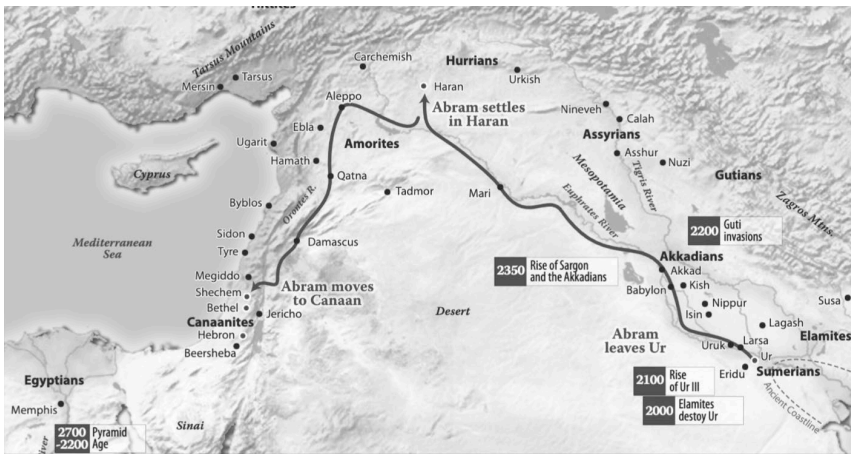 Tarsus Mountains
Tarsus
Mersin
Carchemish
Hurrians
Urkish
Haran
Aleppo
Abram settles
in Haran
Nineveh
Calah
Assyrians
Asshur
Nuzi
Gutians
Ebla
Ugarit
Amorites
Hamath
Cyprus
Qatna
Orontes R.
Tadmor
Mari
Mesopotamia
Tigris River
Euphrates River
Zagros Mtns.
Byblos
Sidon
Tyre
Damascus
Mediterranean
Sea
Megiddo
Shechem
Bethel
Abram moves
to Canaan
Canaanites
Jericho
Hebron
Beersheba
Desert
2200 Guti
invasions
2350 Rise of Sargon
and the Akkadians
Akkadians
Akkad
Kish
Babylon
Nippur
Isin
Susa
Lagash
Elamites
Abram
leaves Ur
Uruk
Larsa
Ur
Eridu
Sumerians
Ancient Coastline
2100 Rise
of Ur III
2000 Elamites
destoy Ur
Egyptians
Memphis
Sinai
2700
-2200 Pyramid
Age